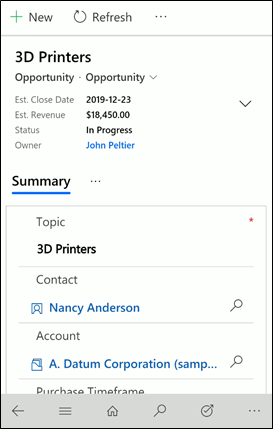 New Refresh ...
3D Printers
Opportunity · Opportunity
Est. Close Date 2019-12-23
Est. Revenue $18,450.00
Status In Progress
Owner John Peltier
Summary ...
Topic *
3D Printers
Contact
Nancy Anderson
Account
A. Datum Corporation (samp...
Purchase Timeframe